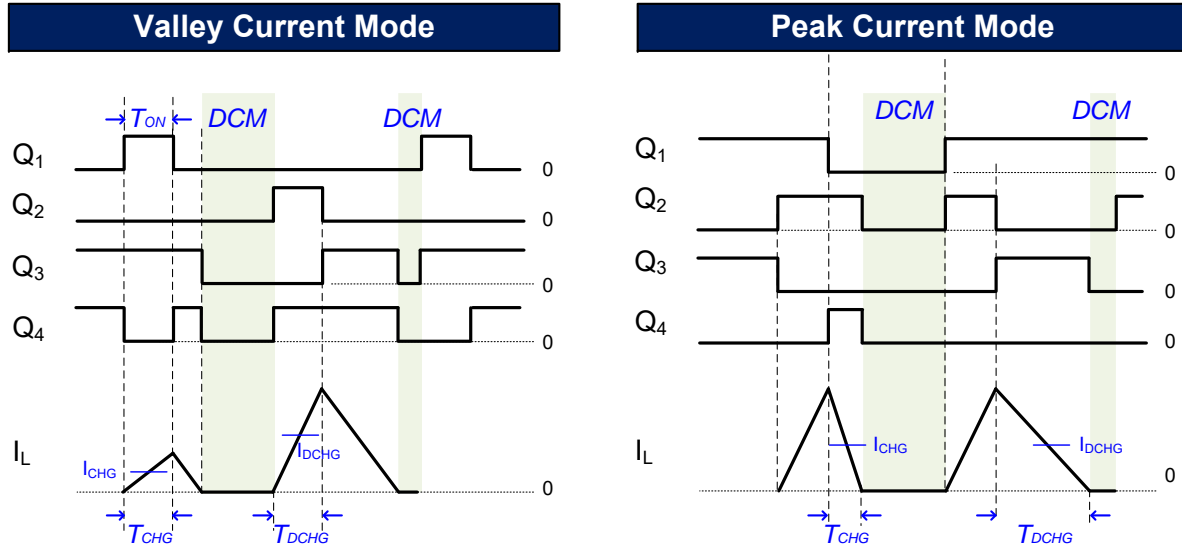 Valley Current Mode
Peak Current Mode
TON
DCM
DCM
Q1
0
Q2
0
Q3
0
Q4
0
IL
ICHG
IDCHG
0
TCHG
TDCHG
DCM
DCM
Q1
0
Q2
0
Q3
0
Q4
0
IL
ICHG
IDCHG
0
TCHG
TDCHG